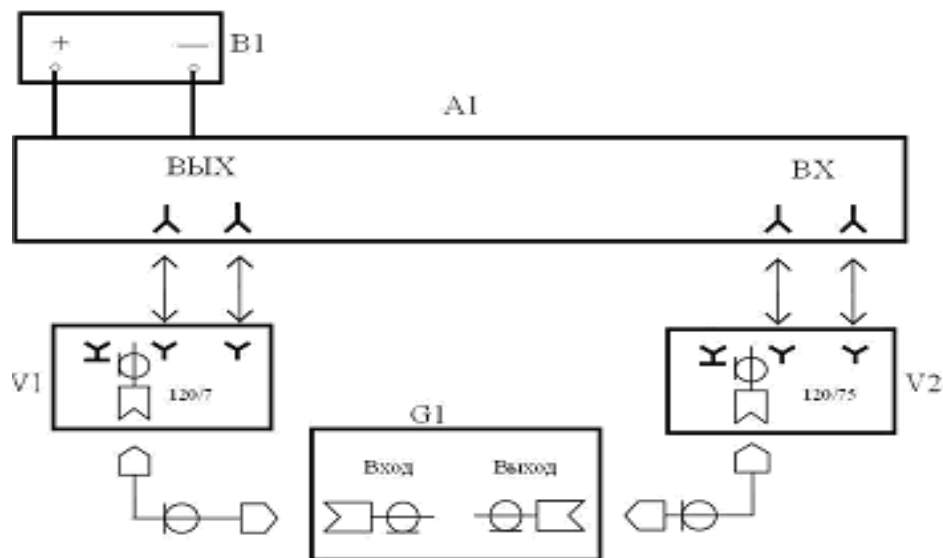 + — B1
A1
ВЫХ ВХ
V1 120/7 120/75 V2
G1
Вход Выход